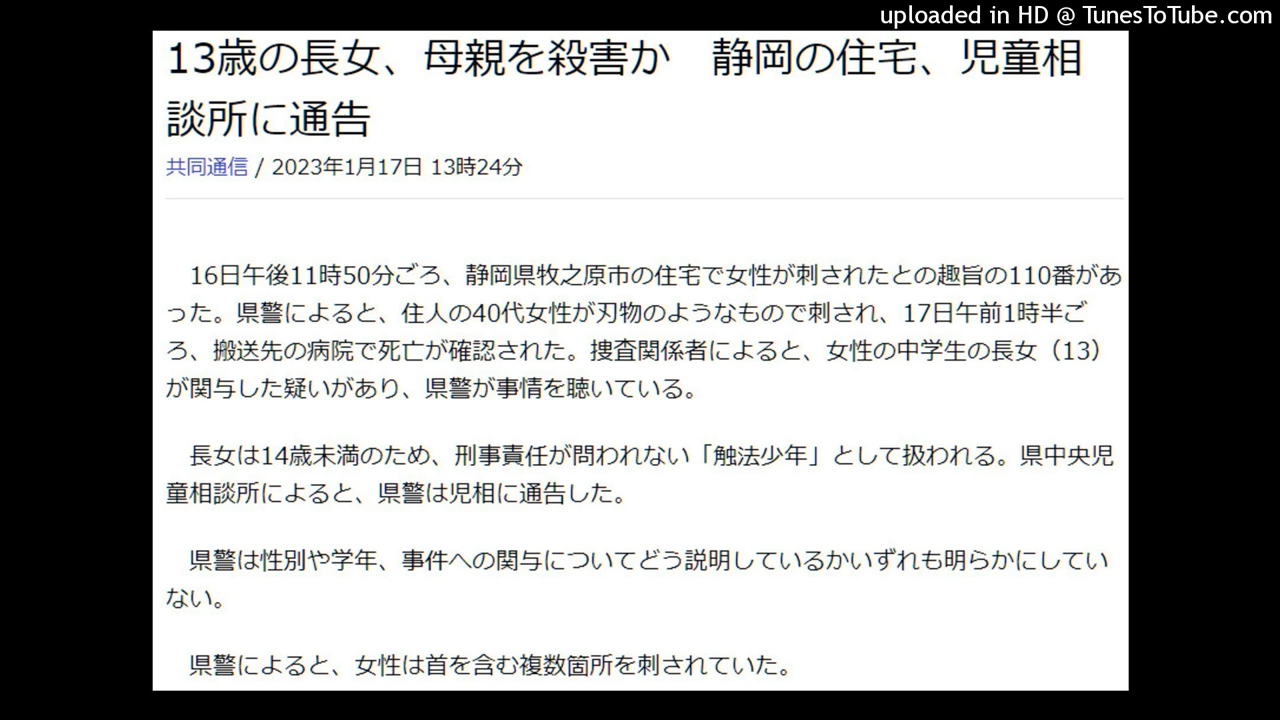 uploaded in HD @ TunesToTube.com
13歳の長女、母親を殺害か　静岡の住宅、児童相
談所に通告
共同通信 / 2023年1月17日 13時24分
　16日午後11時50分ごろ、静岡県牧之原市の住宅で女性が刺されたとの趣旨の110番があ
った。県警によると、住人の40代女性が刃物のようなもので刺され、17日午前1時半ご
ろ、搬送先の病院で死亡が確認された。捜査関係者によると、女性の中学生の長女（13）
が関与した疑いがあり、県警が事情を聴いている。
　長女は14歳未満のため、刑事責任が問われない「触法少年」として扱われる。県中央児
童相談所によると、県警は児相に通告した。
　県警は性別や学年、事件への関与についてどう説明しているかいずれも明らかにしてい
ない。
　県警によると、女性は首を含む複数箇所を刺されていた。